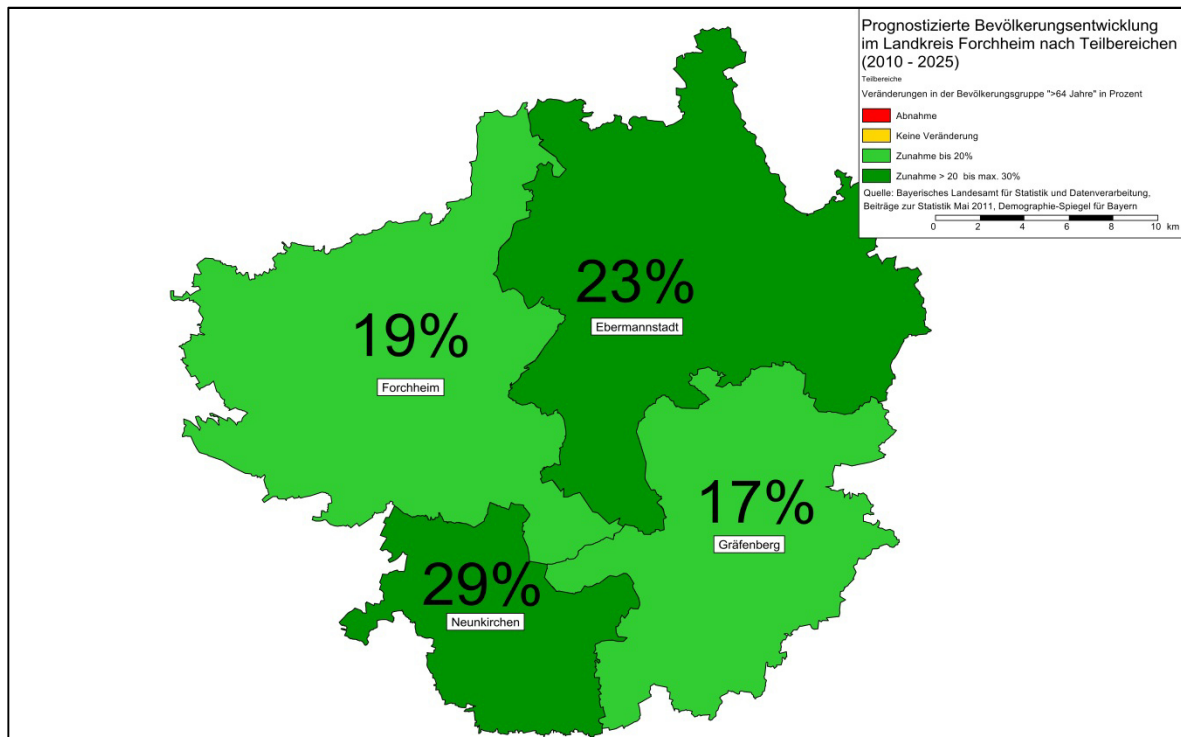 Prognostizierte Bevölkerungsentwicklung
im Landkreis Forchheim nach Teilbereichen
(2010 - 2025)
Teilbereiche
Veränderungen in der Bevölkerungsgruppe ">64 Jahre" in Prozent
Abnahme
Keine Veränderung
Zunahme bis 20%
Zunahme > 20 bis max. 30%
Quelle: Bayerisches Landesamt für Statistik und Datenverarbeitung,
Beiträge zur Statistik Mai 2011, Demographie-Spiegel für Bayern
0 2 4 6 8 10 km
23%
Ebermannstadt
19%
Forchheim
17%
Gräfenberg
29%
Neunkirchen